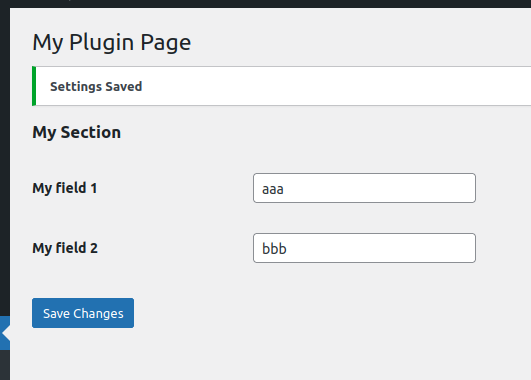 My Plugin Page
Settings Saved
My Section
My field 1
aaa
My field 2
bbb
Save Changes